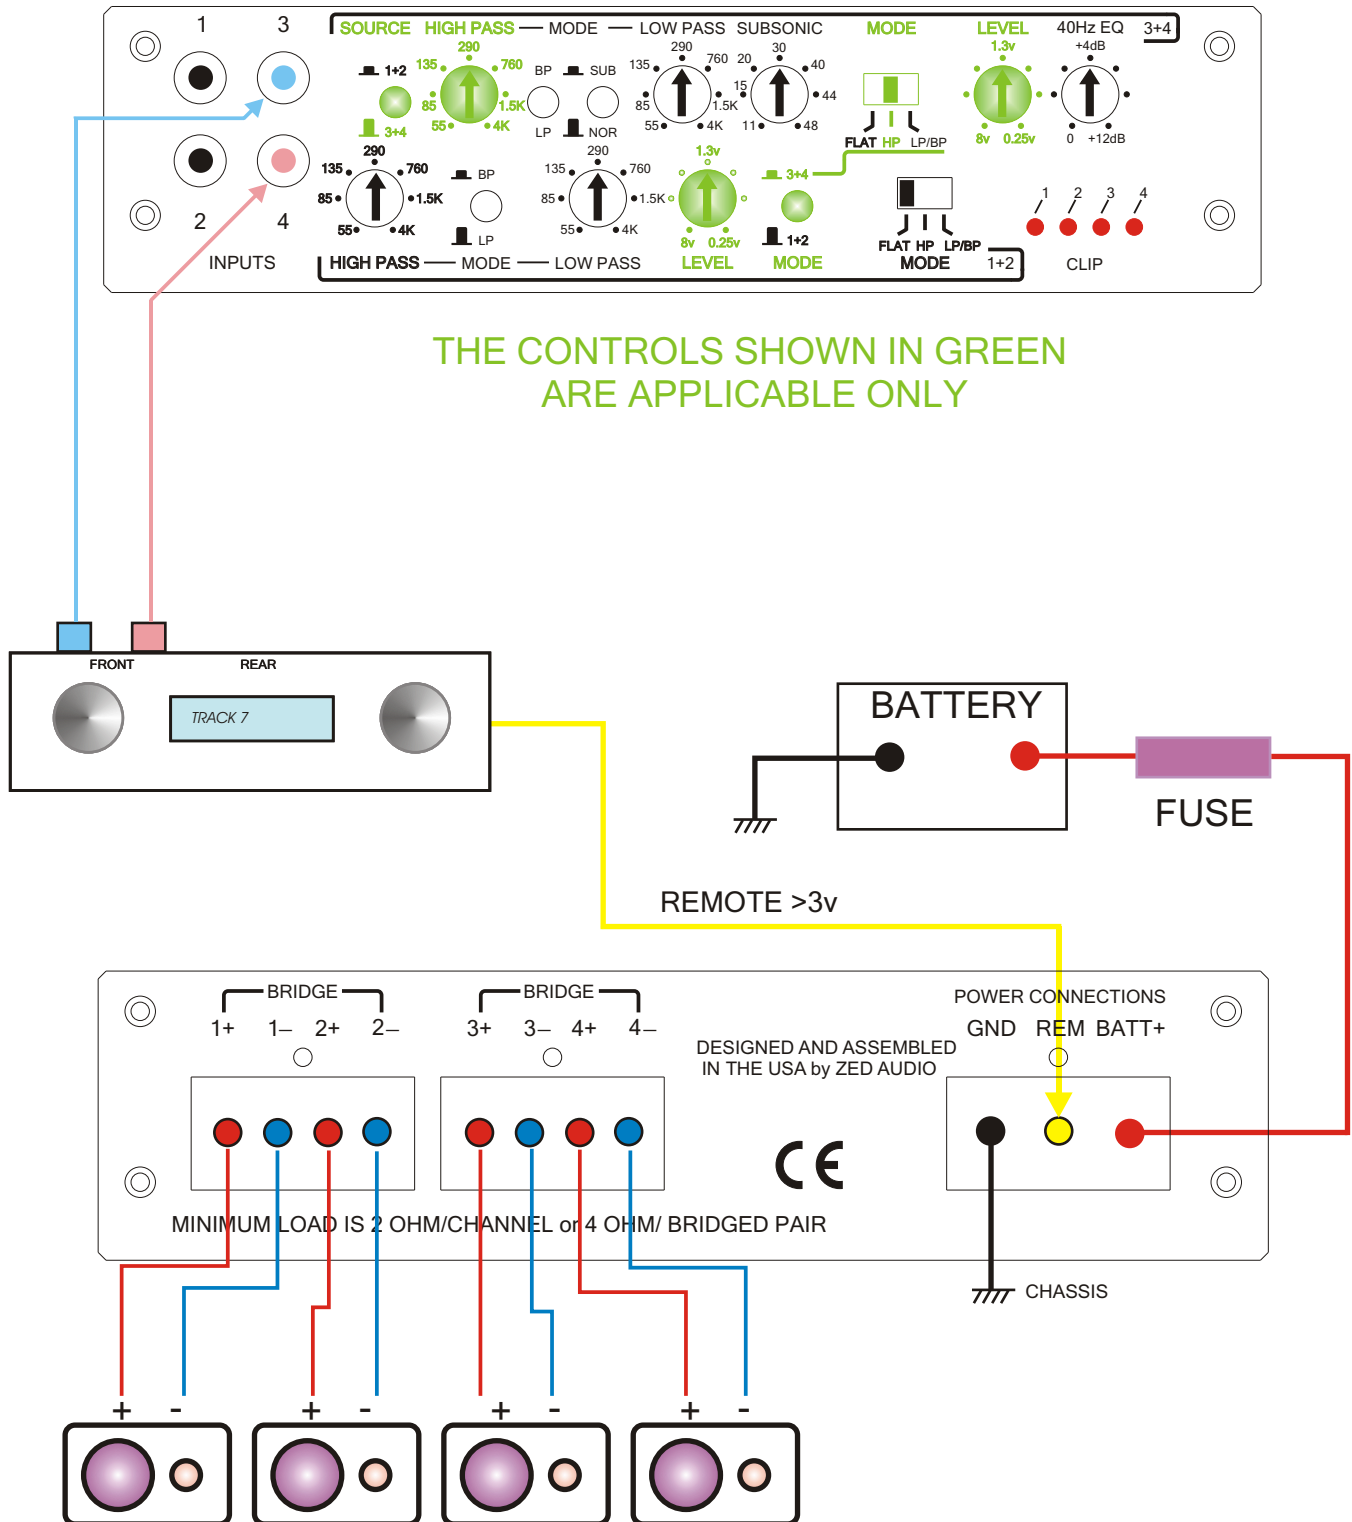 1 3
SOURCE HIGH PASS MODE LOW PASS SUBSONIC MODE LEVEL 40Hz EQ 3+4
290 290 30 1.3v +4dB
135 760 BP SUB 135 760 20 40
1+2
85 1.5K 85 1.5K 15 44
3+4 55 4K LP NOR 55 4K 11 48 FLAT HP LP/BP 8v 0.25v 0 +12dB
290 290 1.3v
135 760 BP 135 760 3+4
85 1.5K 85 1.5K
55 4K LP 55 4K 8v 0.25v 1+2 FLAT HP LP/BP
1 2 3 4
2 4
INPUTS
HIGH PASS MODE LOW PASS LEVEL MODE MODE 1+2 CLIP
THE CONTROLS SHOWN IN GREEN
ARE APPLICABLE ONLY
FRONT REAR
TRACK 7
BATTERY
FUSE
REMOTE >3v
BRIDGE BRIDGE
1+ 1– 2+ 2– 3+ 3– 4+ 4–
POWER CONNECTIONS
GND REM BATT+
DESIGNED AND ASSEMBLED
IN THE USA by ZED AUDIO
CE
MINIMUM LOAD IS 2 OHM/CHANNEL or 4 OHM/ BRIDGED PAIR
CHASSIS
+ - + - + - + -